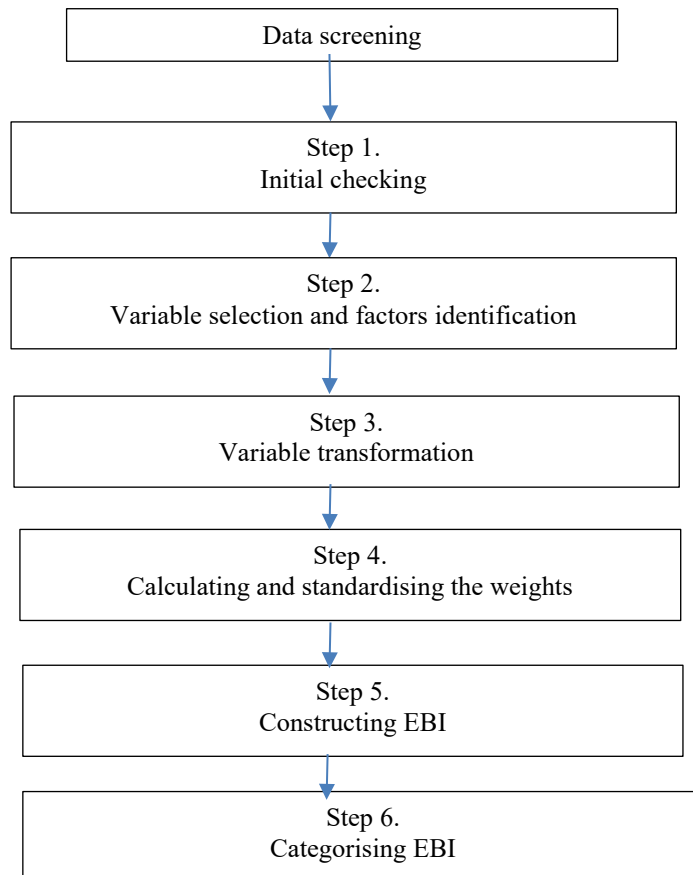 Data screening
Step 1.
Initial checking
Step 2.
Variable selection and factors identification
Step 3.
Variable transformation
Step 4.
Calculating and standardising the weights
Step 5.
Constructing EBI
Step 6.
Categorising EBI